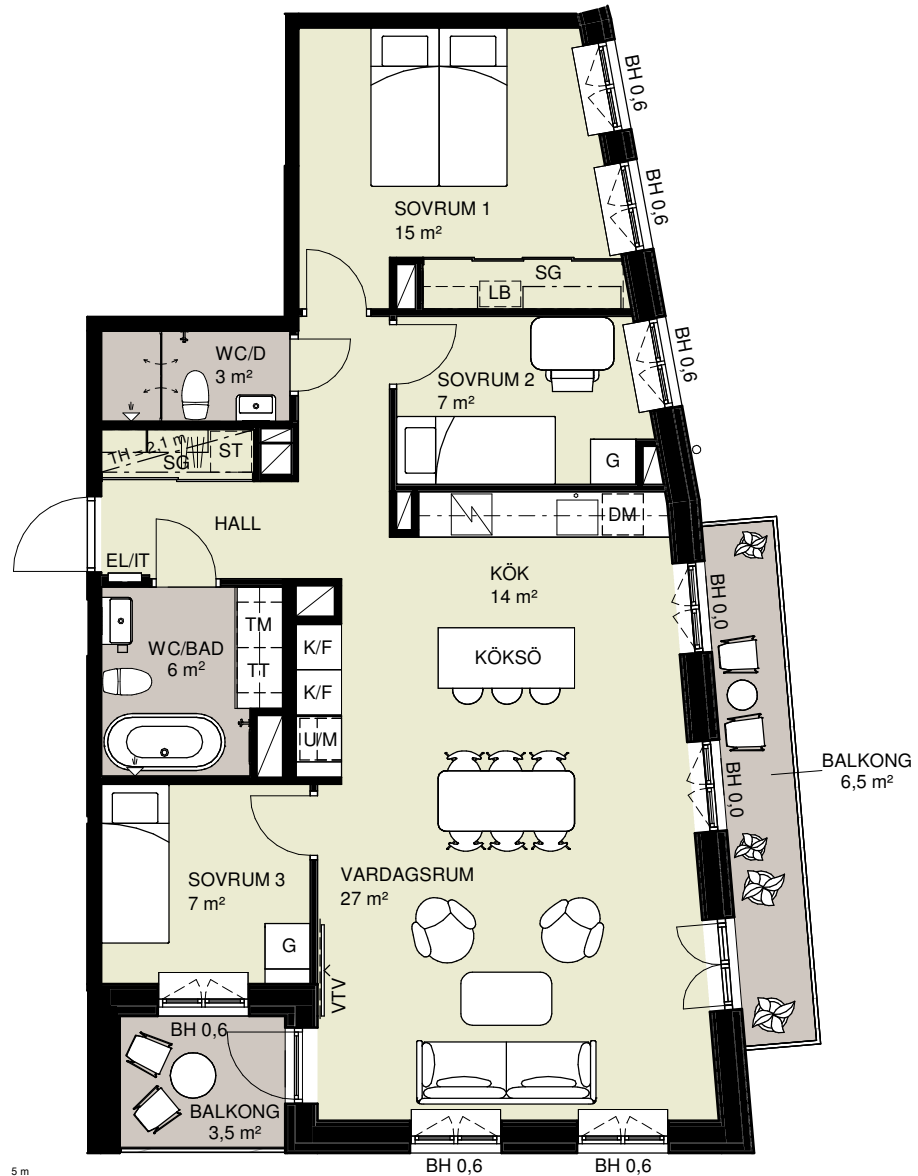 BH 0,6
BH 0,6
SOVRUM 1
15 m²
SG
LB
BH 0,6
WC/D
3 m²
SOVRUM 2
7 m²
TH =2.1 m
SG
ST
G
HALL
DM
EL/IT
KÖK
14 m²
BH 0,0
TM
WC/BAD
6 m²
TT
K/F
KÖKSÖ
K/F
U/M
BH 0,0
BALKONG
6,5 m²
SOVRUM 3
7 m²
VARDAGSRUM
27 m²
G
VTV
BH 0,6
BALKONG
3,5 m²
BH 0,6
BH 0,6
5 m